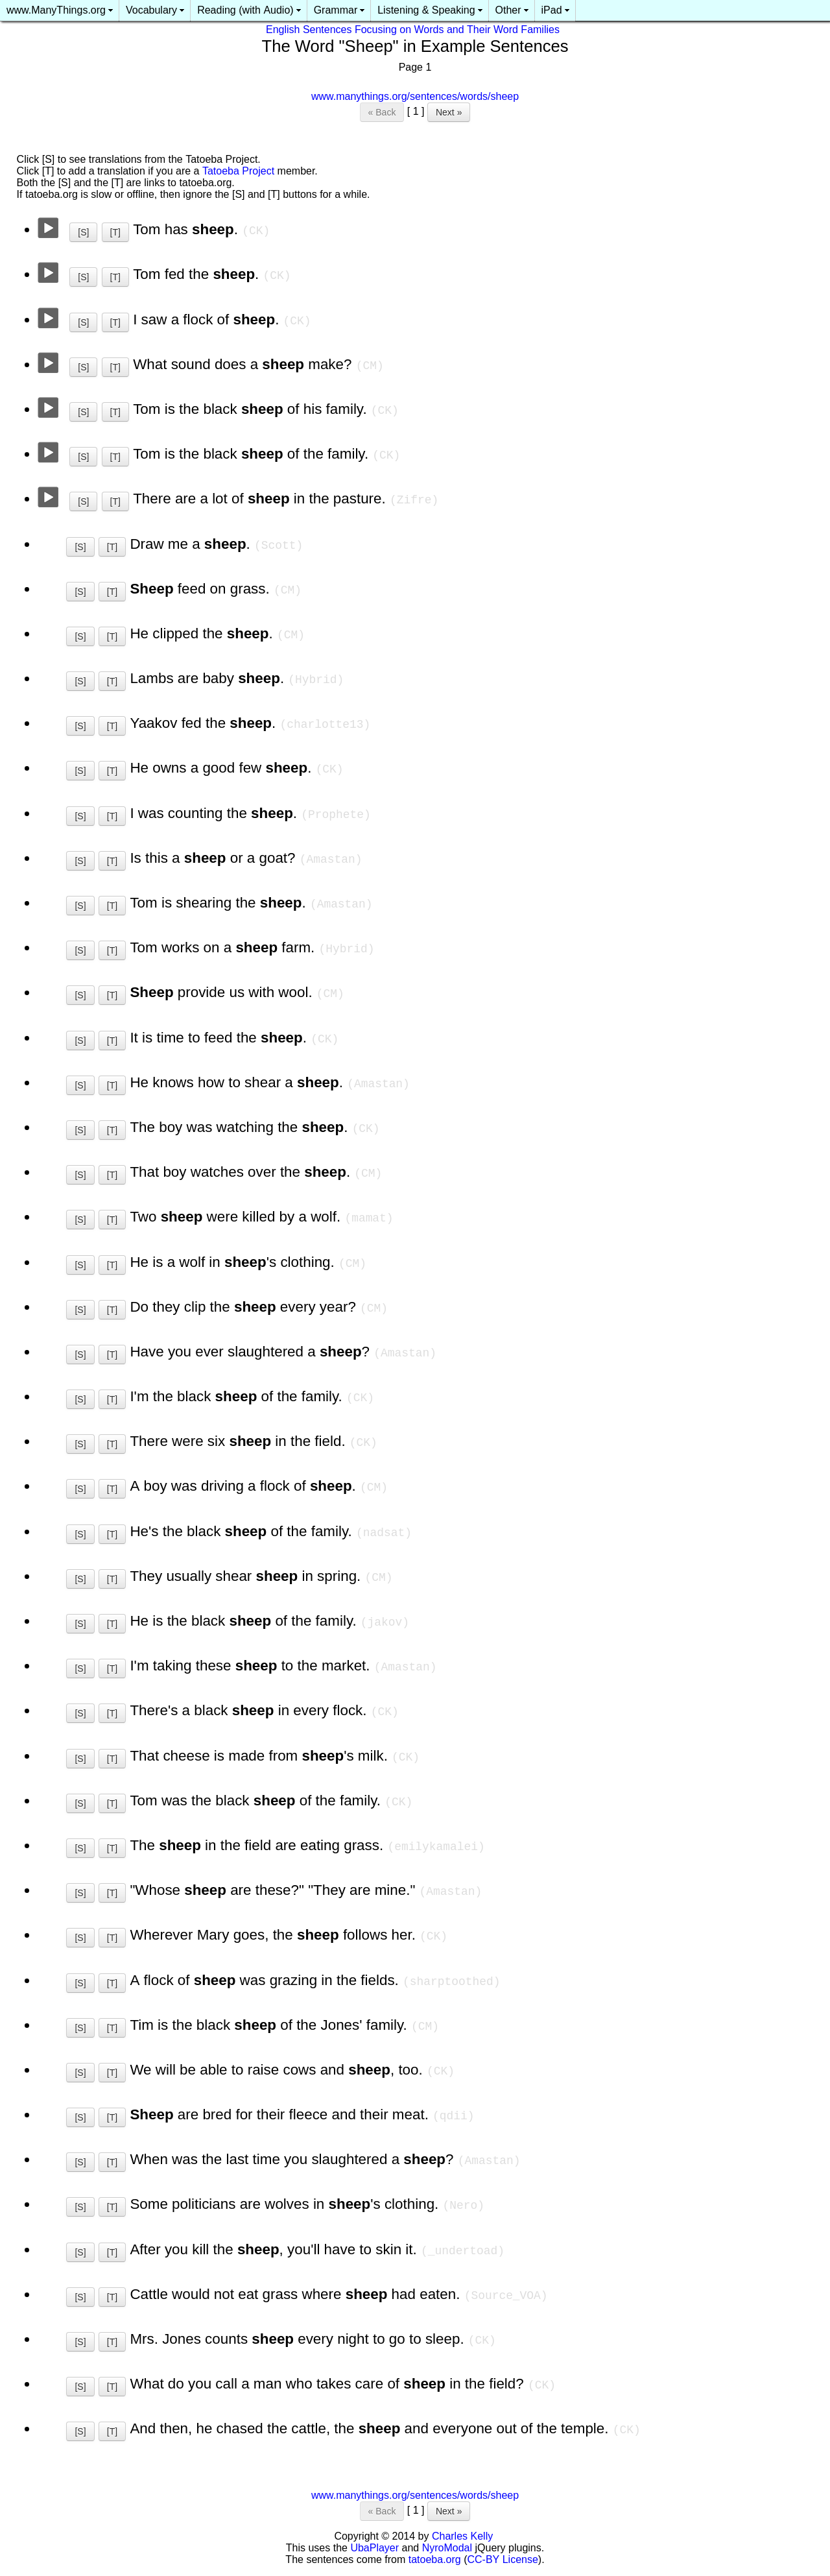 www.ManyThings.org Vocabulary Reading (with Audio) Grammar Listening & Speaking Other iPad
English Sentences Focusing on Words and Their Word Families
The Word "Sheep" in Example Sentences
Page 1
www.manythings.org/sentences/words/sheep
« Back [ 1 ] Next »
Click [S] to see translations from the Tatoeba Project.
Click [T] to add a translation if you are a Tatoeba Project member.
Both the [S] and the [T] are links to tatoeba.org.
If tatoeba.org is slow or offline, then ignore the [S] and [T] buttons for a while.
[S] [T] Tom has sheep. (CK)
[S] [T] Tom fed the sheep. (CK)
[S] [T] I saw a flock of sheep. (CK)
[S] [T] What sound does a sheep make? (CM)
[S] [T] Tom is the black sheep of his family. (CK)
[S] [T] Tom is the black sheep of the family. (CK)
[S] [T] There are a lot of sheep in the pasture. (Zifre)
[S] [T] Draw me a sheep. (Scott)
[S] [T] Sheep feed on grass. (CM)
[S] [T] He clipped the sheep. (CM)
[S] [T] Lambs are baby sheep. (Hybrid)
[S] [T] Yaakov fed the sheep. (charlotte13)
[S] [T] He owns a good few sheep. (CK)
[S] [T] I was counting the sheep. (Prophete)
[S] [T] Is this a sheep or a goat? (Amastan)
[S] [T] Tom is shearing the sheep. (Amastan)
[S] [T] Tom works on a sheep farm. (Hybrid)
[S] [T] Sheep provide us with wool. (CM)
[S] [T] It is time to feed the sheep. (CK)
[S] [T] He knows how to shear a sheep. (Amastan)
[S] [T] The boy was watching the sheep. (CK)
[S] [T] That boy watches over the sheep. (CM)
[S] [T] Two sheep were killed by a wolf. (mamat)
[S] [T] He is a wolf in sheep's clothing. (CM)
[S] [T] Do they clip the sheep every year? (CM)
[S] [T] Have you ever slaughtered a sheep? (Amastan)
[S] [T] I'm the black sheep of the family. (CK)
[S] [T] There were six sheep in the field. (CK)
[S] [T] A boy was driving a flock of sheep. (CM)
[S] [T] He's the black sheep of the family. (nadsat)
[S] [T] They usually shear sheep in spring. (CM)
[S] [T] He is the black sheep of the family. (jakov)
[S] [T] I'm taking these sheep to the market. (Amastan)
[S] [T] There's a black sheep in every flock. (CK)
[S] [T] That cheese is made from sheep's milk. (CK)
[S] [T] Tom was the black sheep of the family. (CK)
[S] [T] The sheep in the field are eating grass. (emilykamalei)
[S] [T] "Whose sheep are these?" "They are mine." (Amastan)
[S] [T] Wherever Mary goes, the sheep follows her. (CK)
[S] [T] A flock of sheep was grazing in the fields. (sharptoothed)
[S] [T] Tim is the black sheep of the Jones' family. (CM)
[S] [T] We will be able to raise cows and sheep, too. (CK)
[S] [T] Sheep are bred for their fleece and their meat. (qdii)
[S] [T] When was the last time you slaughtered a sheep? (Amastan)
[S] [T] Some politicians are wolves in sheep's clothing. (Nero)
[S] [T] After you kill the sheep, you'll have to skin it. (_undertoad)
[S] [T] Cattle would not eat grass where sheep had eaten. (Source_VOA)
[S] [T] Mrs. Jones counts sheep every night to go to sleep. (CK)
[S] [T] What do you call a man who takes care of sheep in the field? (CK)
[S] [T] And then, he chased the cattle, the sheep and everyone out of the temple. (CK)
www.manythings.org/sentences/words/sheep
« Back [ 1 ] Next »
Copyright © 2014 by Charles Kelly
This uses the UbaPlayer and NyroModal jQuery plugins.
The sentences come from tatoeba.org (CC-BY License).